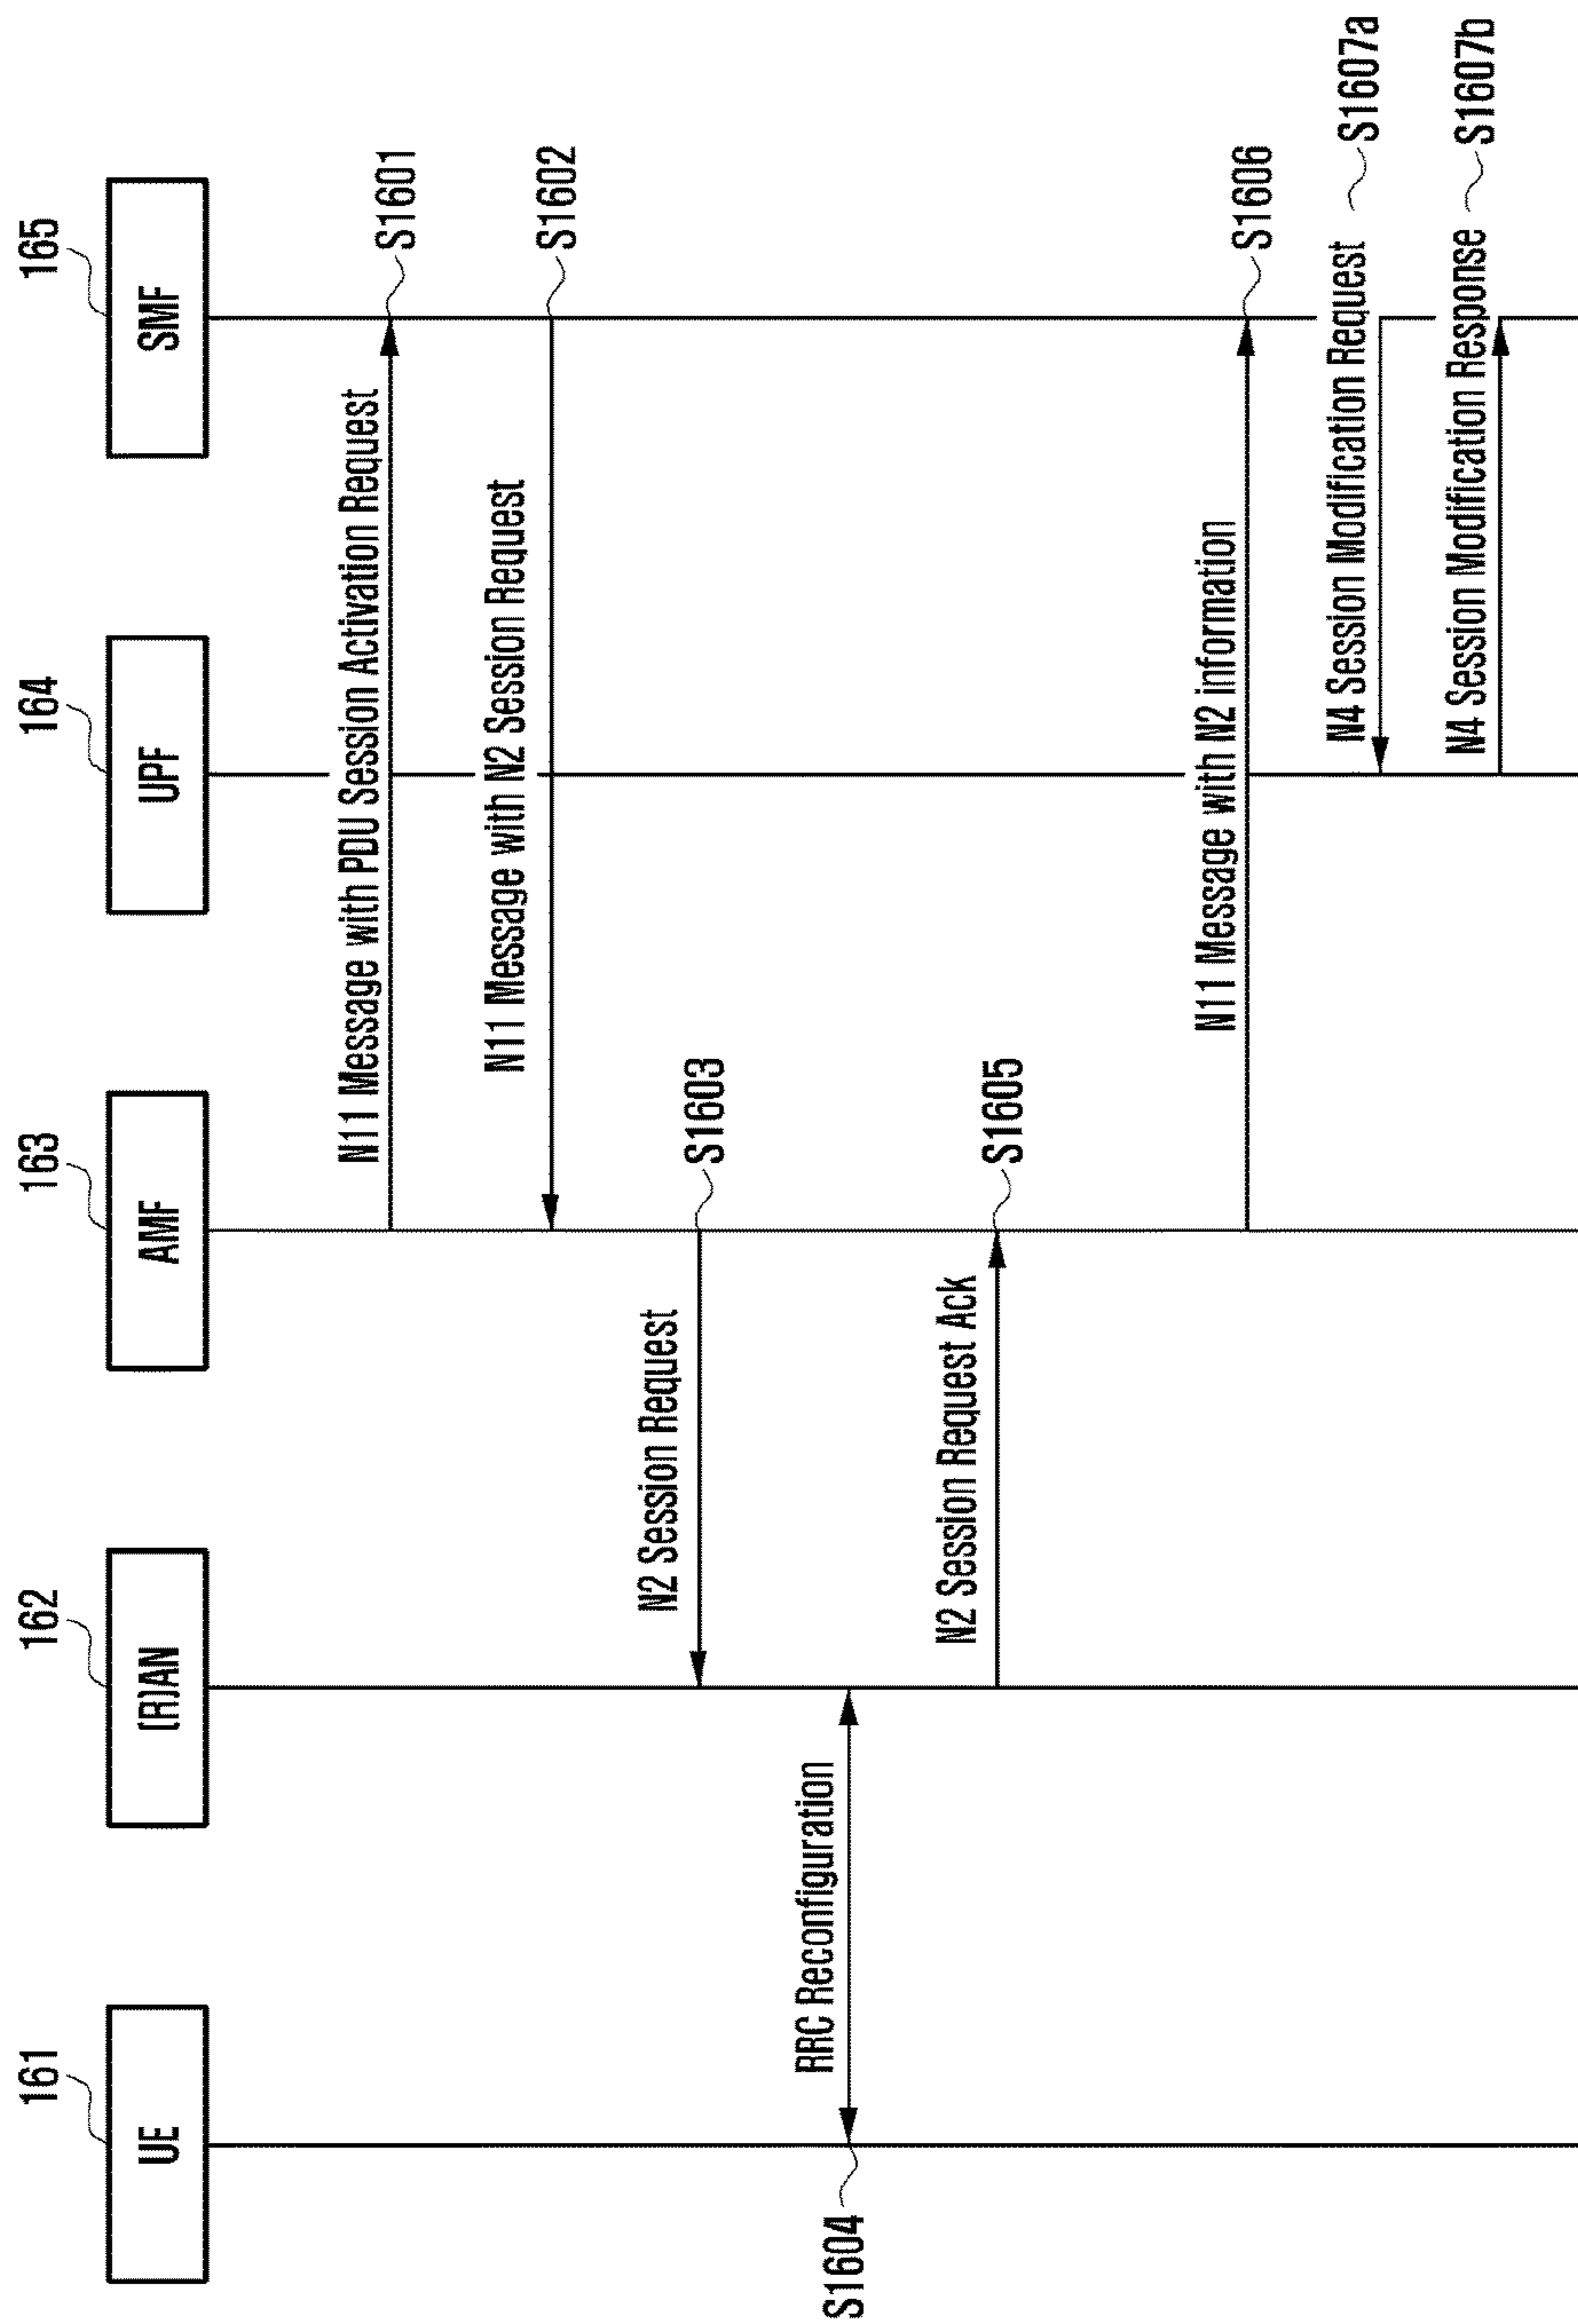 161
162
163
164
165
UE
(R)AN
AMF
UPF
SMF
N11 Message with PDU Session Activation Request
S1601
N11 Message with N2 Session Request
S1602
N2 Session Request
S1603
RRC Reconfiguration
S1604
N2 Session Request Ack
S1605
N11 Message with N2 information
S1606
N4 Session Modification Request
S1607a
N4 Session Modification Response
S1607b